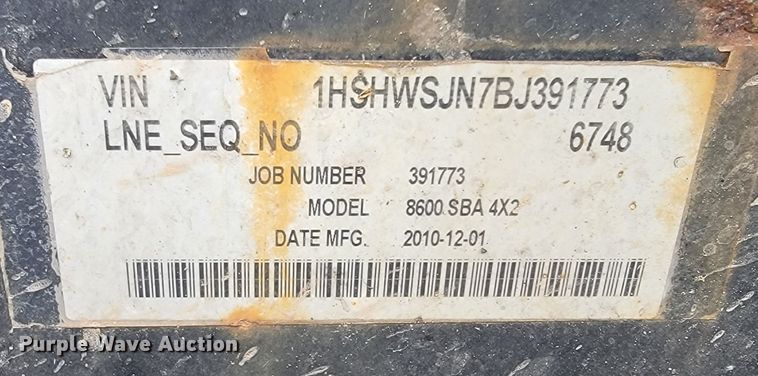 VIN 1HSHWSJN7BJ391773
LNE_SEQ_NO 6748
JOB NUMBER 391773
MODEL 8600 SBA 4X2
DATE MFG. 2010-12-01
Purple Wave Auction